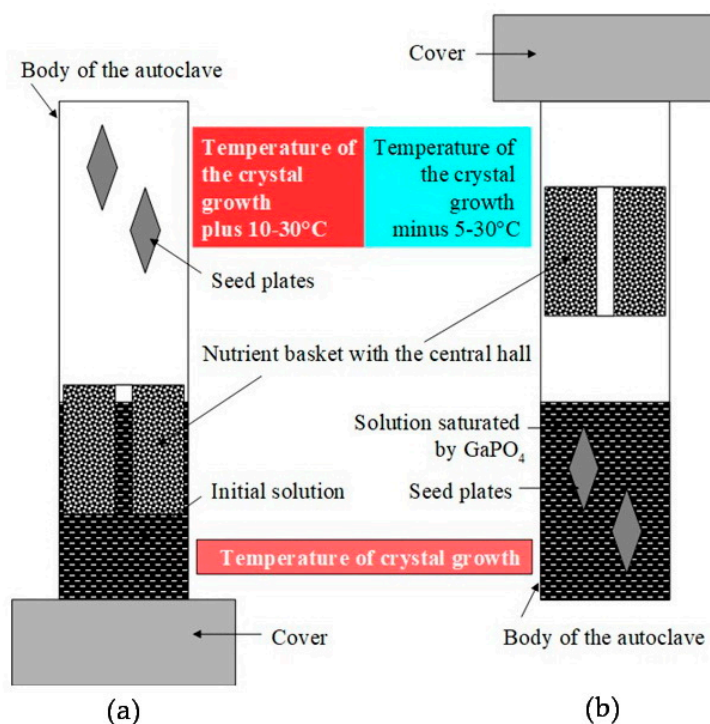 Body of the autoclave
Cover
Temperature of
the crystal
growth
plus 10-30°C
Temperature of
the crystal
growth
minus 5-30°C
Seed plates
Nutrient basket with the central hall
Solution saturated
by GaPO₄
Initial solution
Seed plates
Temperature of crystal growth
Cover
Body of the autoclave
(a)
(b)